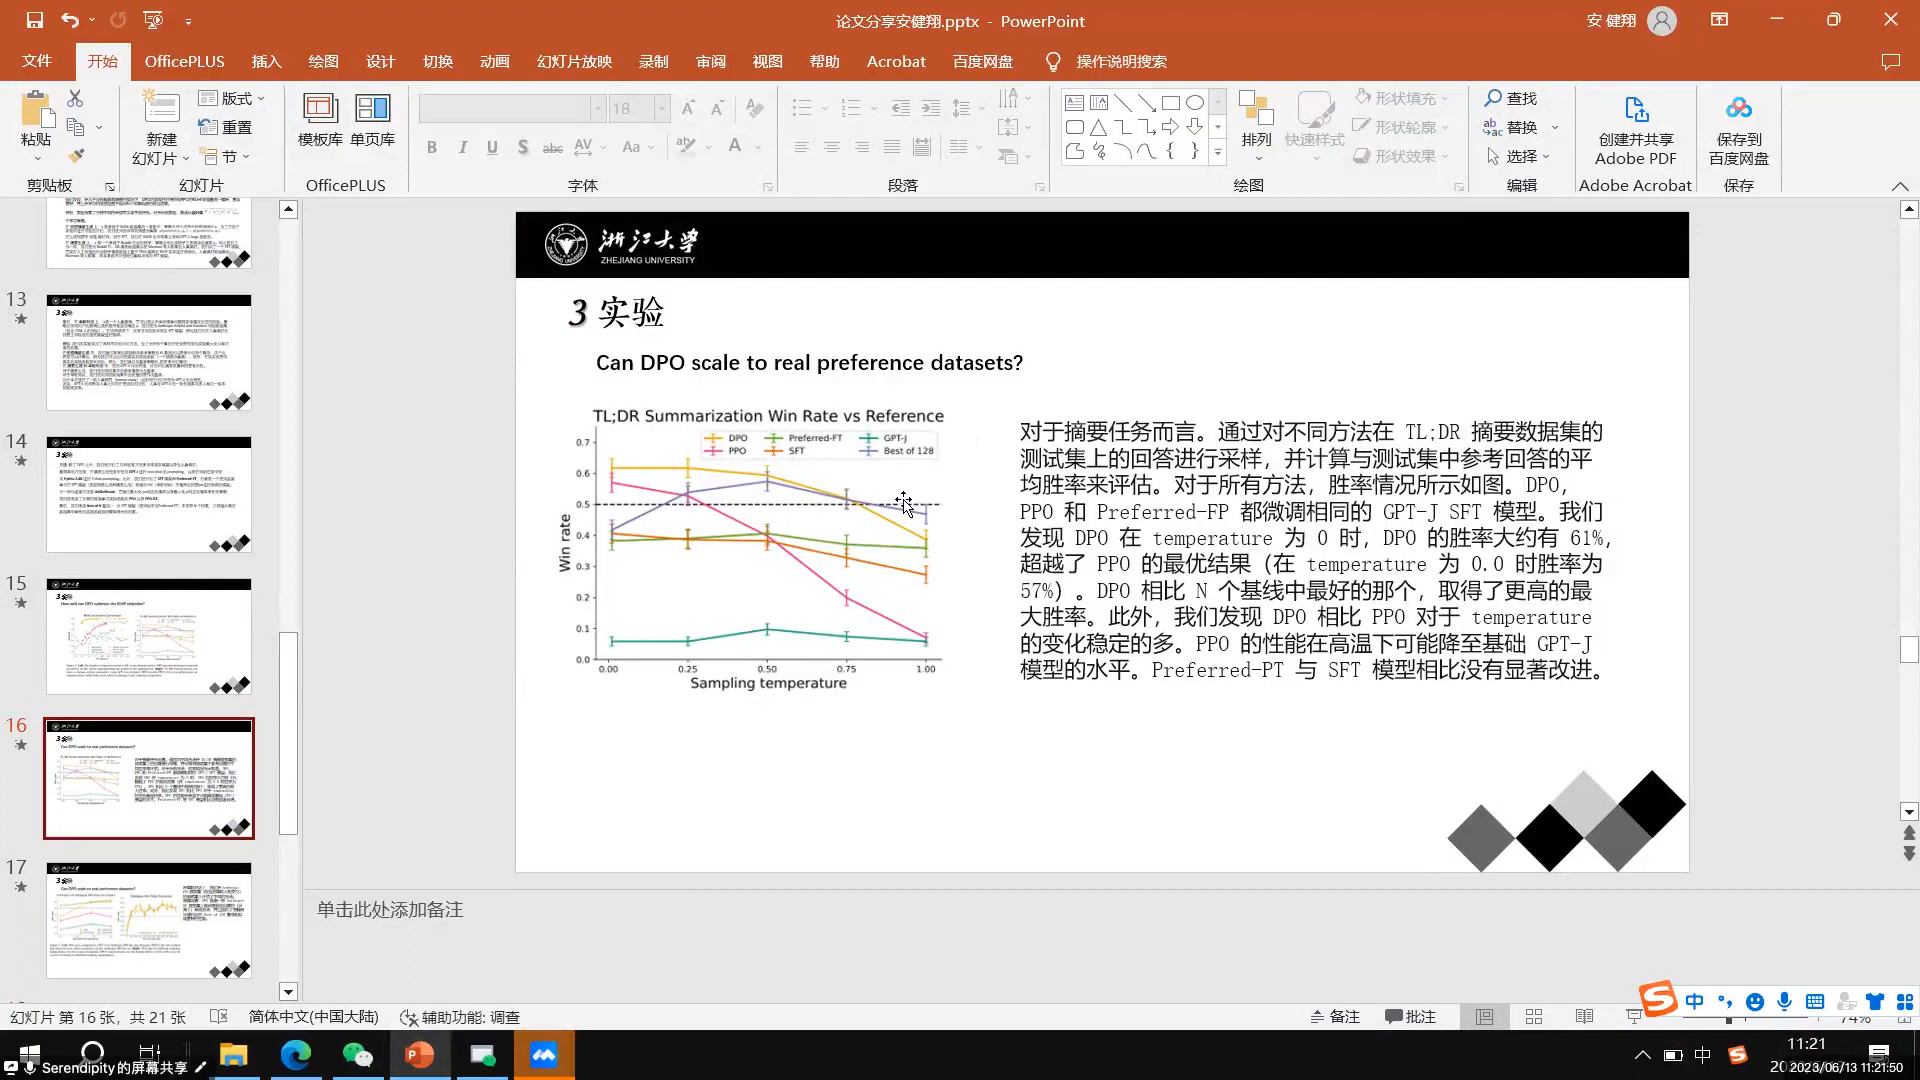 论文分享安健翔.pptx - PowerPoint
安 健翔
文件 开始 OfficePLUS 插入 绘图 设计 切换 动画 幻灯片放映 录制 审阅 视图 帮助 Acrobat 百度网盘 操作说明搜索
粘贴
剪贴板
新建
幻灯片
版式
重置
节
幻灯片
模板库 单页库
OfficePLUS
18
字体
段落
排列
快速样式
形状填充
形状轮廓
形状效果
绘图
查找
替换
选择
编辑
创建并共享
Adobe PDF
Adobe Acrobat
保存到
百度网盘
保存
13
14
15
16
17
浙江大学
ZHEJIANG UNIVERSITY
3 实验
Can DPO scale to real preference datasets?
TL;DR Summarization Win Rate vs Reference
DPO Preferred-FT GPT-J
PPO SFT Best of 128
0.7
0.6
0.5
0.4
0.3
0.2
0.1
0.0
Win rate
0.00 0.25 0.50 0.75 1.00
Sampling temperature
对于摘要任务而言。通过对不同方法在 TL;DR 摘要数据集的
测试集上的回答进行采样，并计算与测试集中参考回答的平
均胜率来评估。对于所有方法，胜率情况所示如图。DPO，
PPO 和 Preferred-FP 都微调相同的 GPT-J SFT 模型。我们
发现 DPO 在 temperature 为 0 时，DPO 的胜率大约有 61%，
超越了 PPO 的最优结果（在 temperature 为 0.0 时胜率为
57%）。DPO 相比 N 个基线中最好的那个，取得了更高的最
大胜率。此外，我们发现 DPO 相比 PPO 对于 temperature
的变化稳定的多。PPO 的性能在高温下可能降至基础 GPT-J
模型的水平。Preferred-PT 与 SFT 模型相比没有显著改进。
单击此处添加备注
幻灯片 第 16 张，共 21 张 简体中文(中国大陆) 辅助功能: 调查
备注 批注
74%
中
Serendipity的屏幕共享
中
11:21
2023/06/13 11:21:50